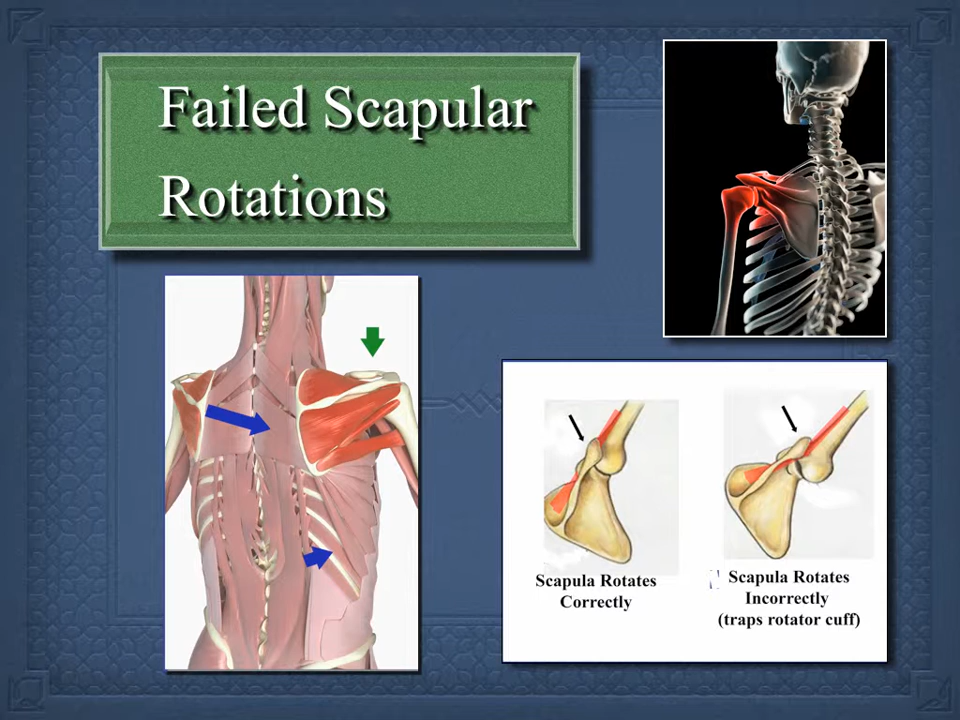 Failed Scapular
Rotations
Scapula Rotates
Correctly
Scapula Rotates
Incorrectly
(traps rotator cuff)